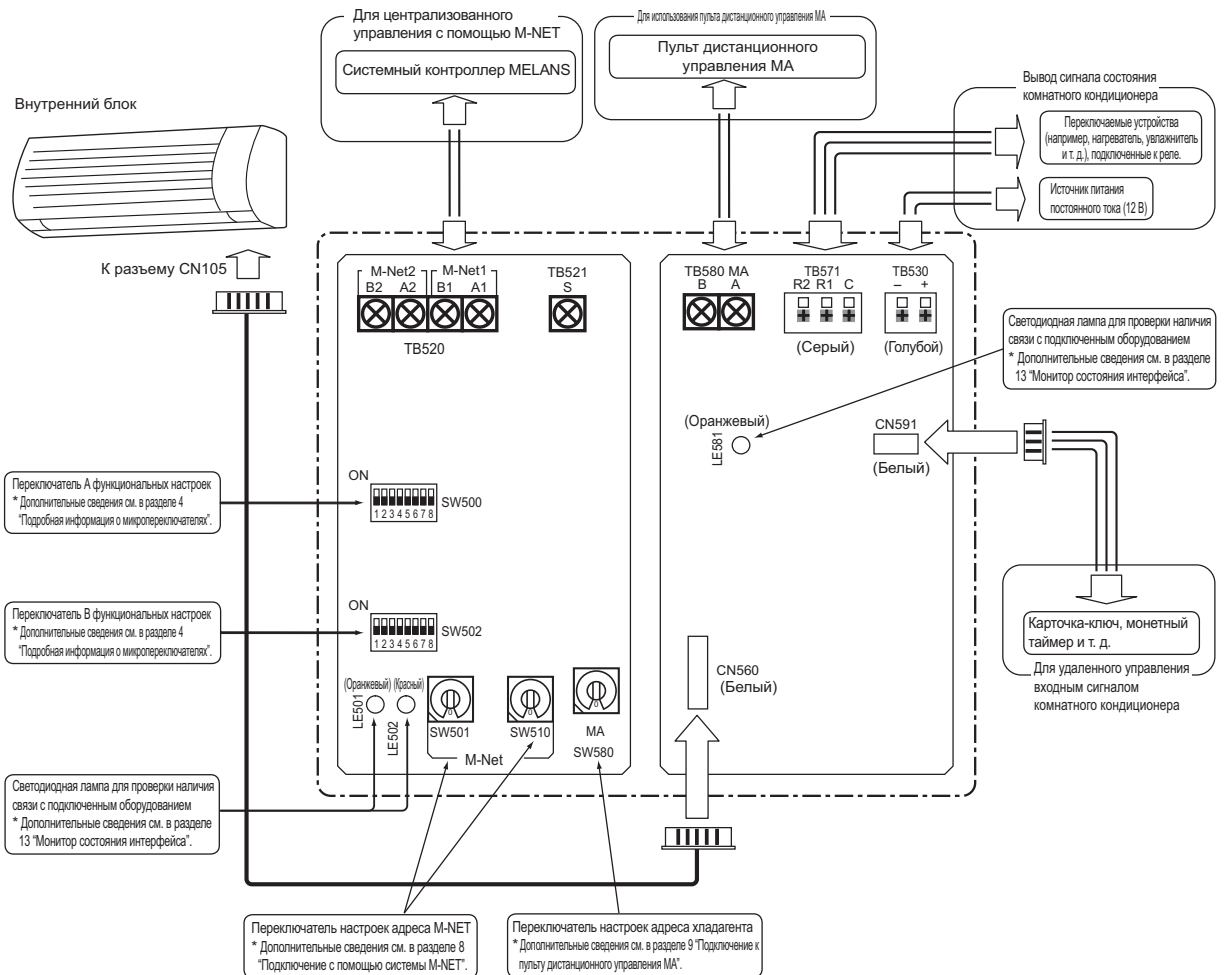 Для централизованного
управления с помощью M-NET
Системный контроллер MELANS
Для использования пульта дистанционного управления МА
Пульт дистанционного
управления МА
Вывод сигнала состояния
комнатного кондиционера
Переключаемые устройства
(например, нагреватель, увлажнитель
и т. д.), подключенные к реле.
Источник питания
постоянного тока (12 В)
Внутренний блок
К разъему CN105
M-Net2
M-Net1
B2 A2 B1 A1
TB520
TB521
S
TB580 MA
B A
TB571
R2 R1 C
(Серый)
TB530
– +
(Голубой)
Светодиодная лампа для проверки наличия
связи с подключенным оборудованием
* Дополнительные сведения см. в разделе
13 “Монитор состояния интерфейса”.
(Оранжевый)
LE581
CN591
(Белый)
Переключатель А функциональных настроек
* Дополнительные сведения см. в разделе 4
“Подробная информация о микропереключателях”.
ON
1 2 3 4 5 6 7 8
SW500
Переключатель В функциональных настроек
* Дополнительные сведения см. в разделе 4
“Подробная информация о микропереключателях”.
ON
1 2 3 4 5 6 7 8
SW502
Карточка-ключ, монетный
таймер и т. д.
Для удаленного управления
входным сигналом
комнатного кондиционера
CN560
(Белый)
(Оранжевый) (Красный)
LE501
LE502
0
SW501
0
SW510
M-Net
0
MA
SW580
Светодиодная лампа для проверки наличия
связи с подключенным оборудованием
* Дополнительные сведения см. в разделе
13 “Монитор состояния интерфейса”.
Переключатель настроек адреса M-NET
* Дополнительные сведения см. в разделе 8
“Подключение с помощью системы M-NET”.
Переключатель настроек адреса хладагента
* Дополнительные сведения см. в разделе 9 “Подключение к
пульту дистанционного управления МА”.